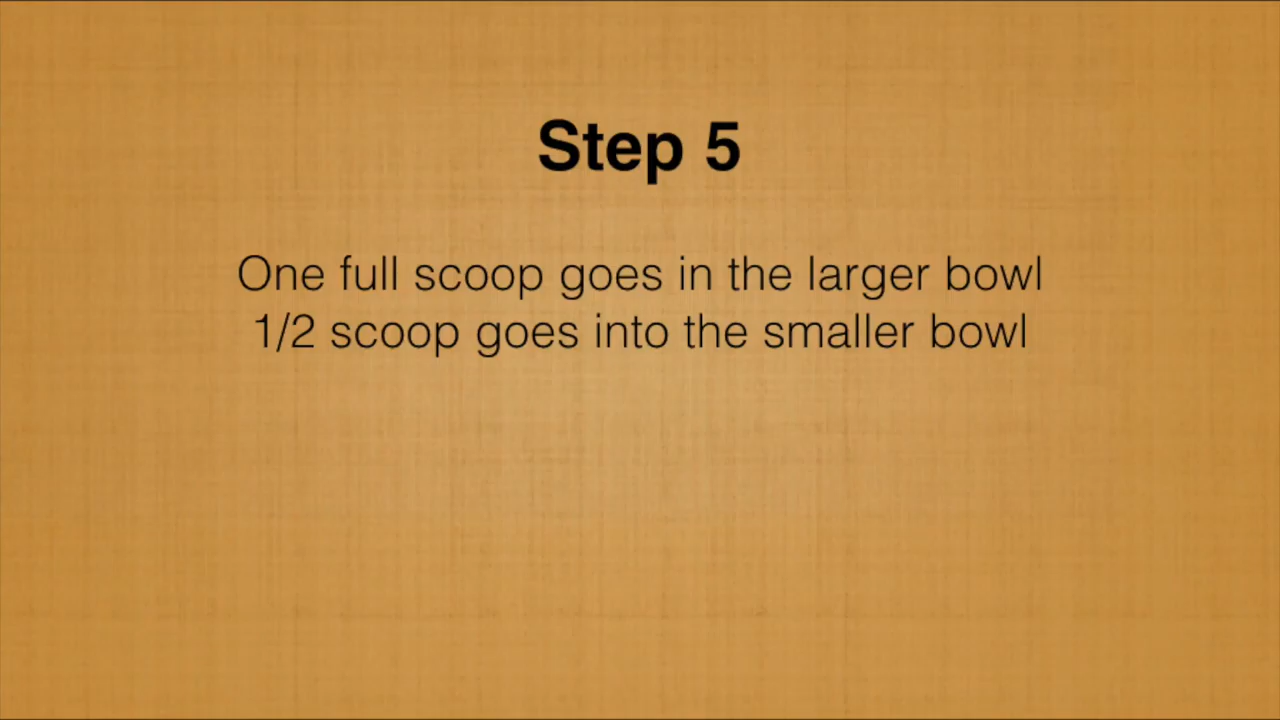 Step 5
One full scoop goes in the larger bowl
1/2 scoop goes into the smaller bowl